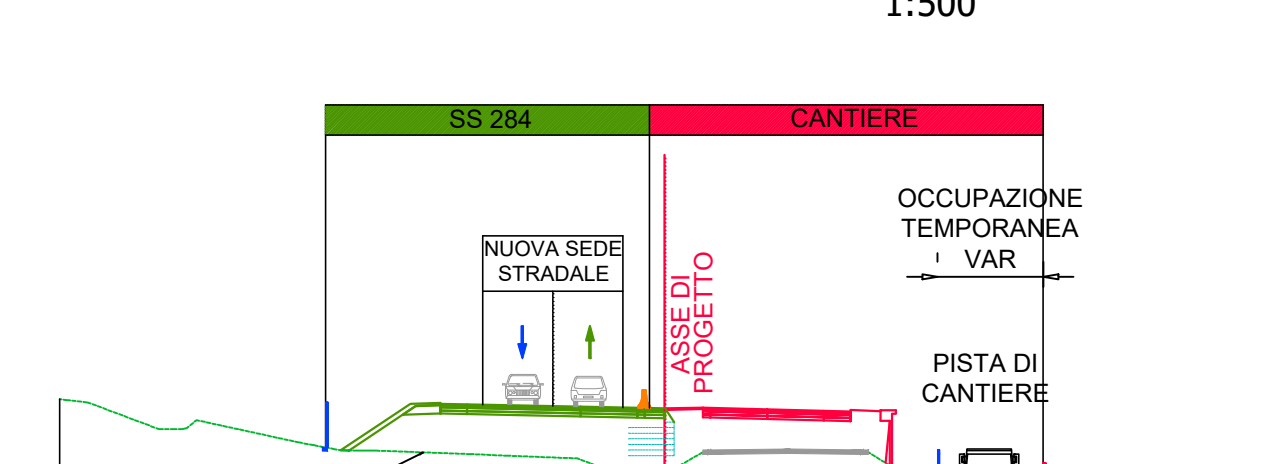 1:500
SS 284
CANTIERE
OCCUPAZIONE
TEMPORANEA
VAR
NUOVA SEDE
STRADALE
ASSE DI
PROGETTO
PISTA DI
CANTIERE